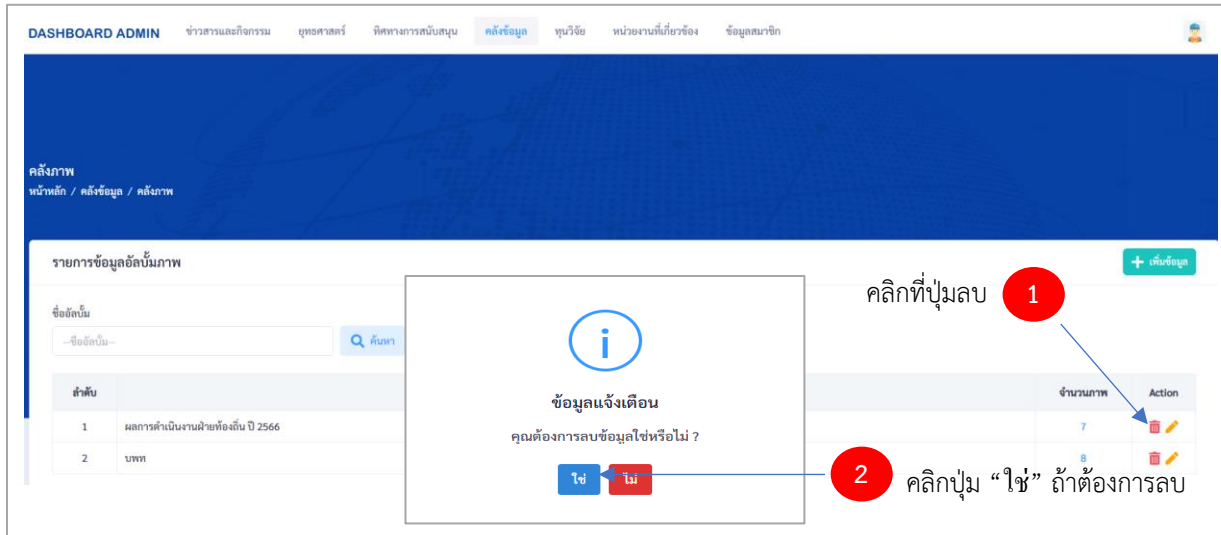 DASHBOARD ADMIN ข่าวสารและกิจกรรม ยุทธศาสตร์ ทิศทางการสนับสนุน คลังข้อมูล ทุนวิจัย หน่วยงานที่เกี่ยวข้อง ข้อมูลสมาชิก
คลังภาพ
หน้าหลัก / คลังข้อมูล / คลังภาพ
รายการข้อมูลอัลบั้มภาพ
+ เพิ่มข้อมูล
คลิกที่ปุ่มลบ 1
ชื่ออัลบั้ม
--ชื่ออัลบั้ม--
ค้นหา
i
ข้อมูลแจ้งเตือน
คุณต้องการลบข้อมูลใช่หรือไม่ ?
ใช่ ไม่
ลำดับ จำนวนภาพ Action
1 ผลการดำเนินงานฝ่ายท้องถิ่น ปี 2566 7
2 บพท 8
2 คลิกปุ่ม “ใช่” ถ้าต้องการลบ